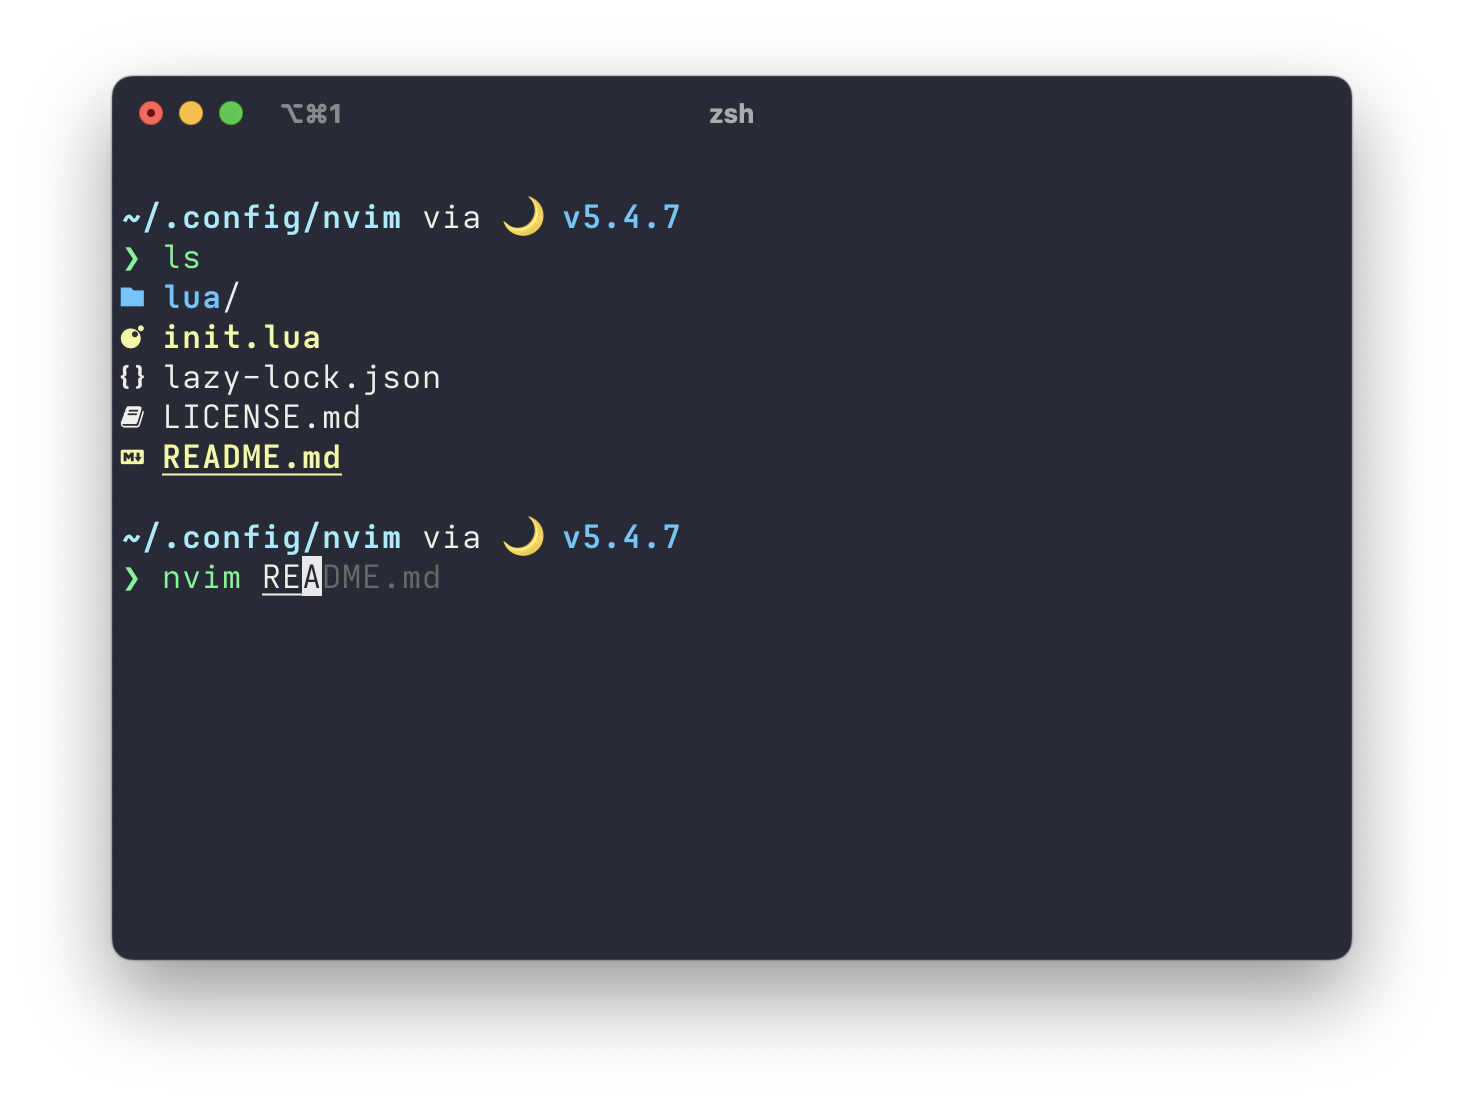 ⌥⌘1 zsh
~/.config/nvim via 🌙 v5.4.7
❯ ls
lua/
init.lua
{} lazy-lock.json
LICENSE.md
M↓ README.md
~/.config/nvim via 🌙 v5.4.7
❯ nvim README.md